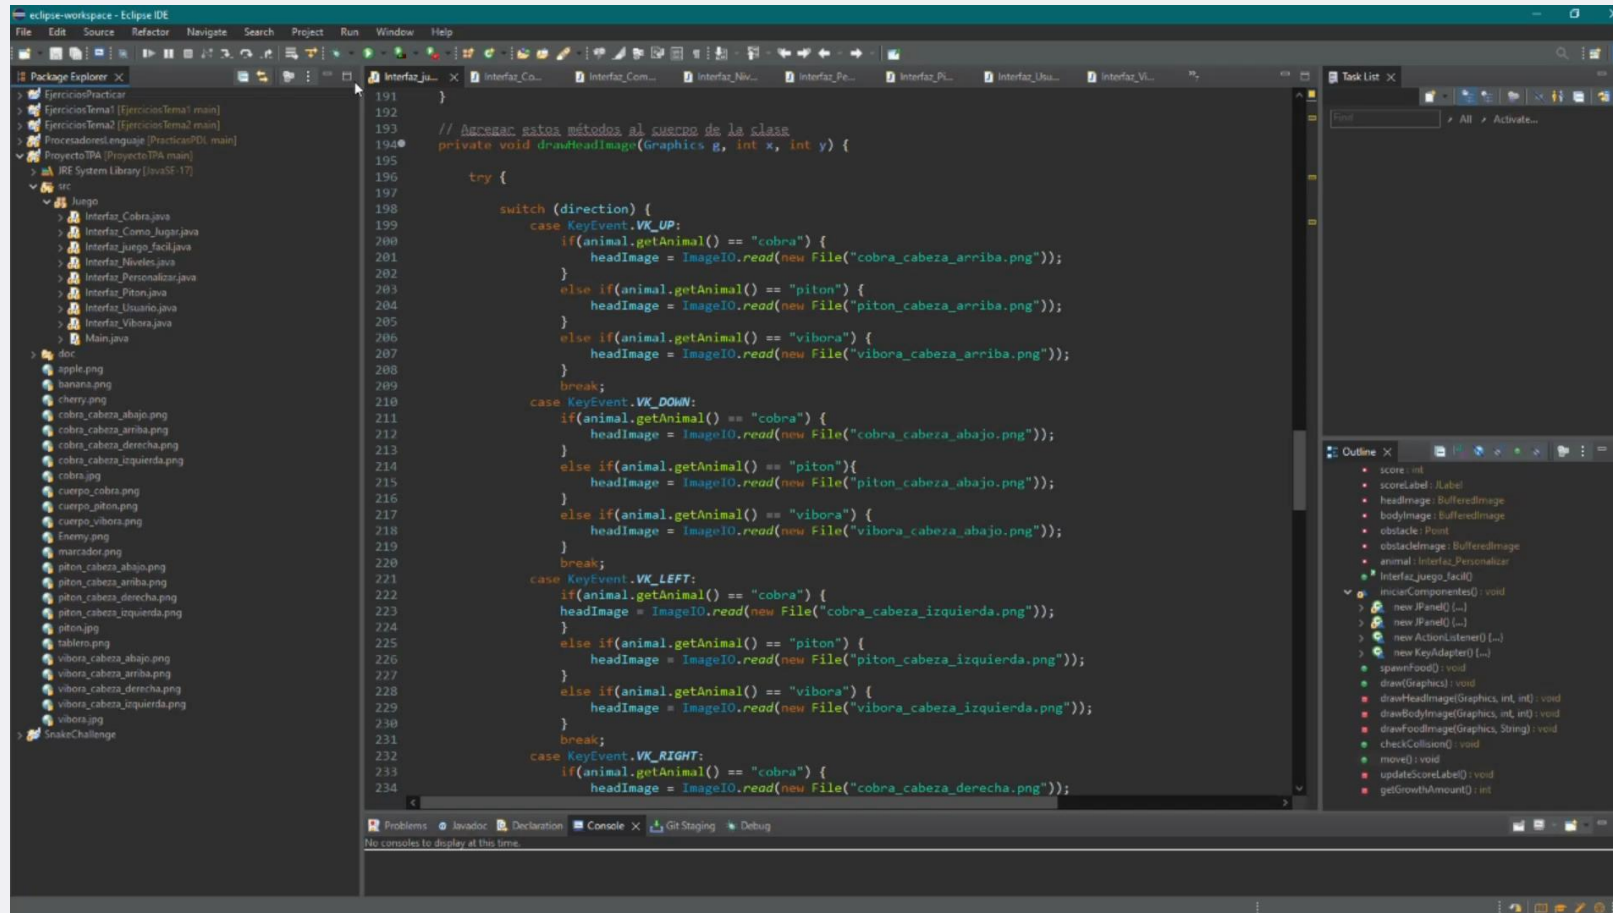 eclipse-workspace - Eclipse IDE
File Edit Source Refactor Navigate Search Project Run Window Help
Package Explorer
EjerciciosPracticar
EjerciciosTema1 [EjerciciosTema1 main]
EjerciciosTema2 [EjerciciosTema2 main]
ProcesadoresLenguaje [PracticasPDL main]
ProyectoTPA [ProyectoTPA main]
JRE System Library [JavaSE-17]
src
Juego
Interfaz_Cobra.java
Interfaz_Como_Jugar.java
Interfaz_juego_facil.java
Interfaz_Niveles.java
Interfaz_Personalizar.java
Interfaz_Piton.java
Interfaz_Usuario.java
Interfaz_Vibora.java
Main.java
doc
apple.png
banana.png
cherry.png
cobra_cabeza_abajo.png
cobra_cabeza_arriba.png
cobra_cabeza_derecha.png
cobra_cabeza_izquierda.png
cobra.jpg
cuerpo_cobra.png
cuerpo_piton.png
cuerpo_vibora.png
Enemy.png
marcador.png
piton_cabeza_abajo.png
piton_cabeza_arriba.png
piton_cabeza_derecha.png
piton_cabeza_izquierda.png
piton.jpg
tablero.png
vibora_cabeza_abajo.png
vibora_cabeza_arriba.png
vibora_cabeza_derecha.png
vibora_cabeza_izquierda.png
vibora.jpg
SnakeChallenge
Interfaz_ju... Interfaz_Co... Interfaz_Com... Interfaz_Niv... Interfaz_Pe... Interfaz_Pi... Interfaz_Usu... Interfaz_Vi...
191 }
192
193 // Agregar estos métodos al cuerpo de la clase
194 private void drawHeadImage(Graphics g, int x, int y) {
195
196 try {
197
198 switch (direction) {
199 case KeyEvent.VK_UP:
200 if(animal.getAnimal() == "cobra") {
201 headImage = ImageIO.read(new File("cobra_cabeza_arriba.png"));
202 }
203 else if(animal.getAnimal() == "piton") {
204 headImage = ImageIO.read(new File("piton_cabeza_arriba.png"));
205 }
206 else if(animal.getAnimal() == "vibora") {
207 headImage = ImageIO.read(new File("vibora_cabeza_arriba.png"));
208 }
209 break;
210 case KeyEvent.VK_DOWN:
211 if(animal.getAnimal() == "cobra") {
212 headImage = ImageIO.read(new File("cobra_cabeza_abajo.png"));
213 }
214 else if(animal.getAnimal() == "piton"){
215 headImage = ImageIO.read(new File("piton_cabeza_abajo.png"));
216 }
217 else if(animal.getAnimal() == "vibora") {
218 headImage = ImageIO.read(new File("vibora_cabeza_abajo.png"));
219 }
220 break;
221 case KeyEvent.VK_LEFT:
222 if(animal.getAnimal() == "cobra") {
223 headImage = ImageIO.read(new File("cobra_cabeza_izquierda.png"));
224 }
225 else if(animal.getAnimal() == "piton") {
226 headImage = ImageIO.read(new File("piton_cabeza_izquierda.png"));
227 }
228 else if(animal.getAnimal() == "vibora") {
229 headImage = ImageIO.read(new File("vibora_cabeza_izquierda.png"));
230 }
231 break;
232 case KeyEvent.VK_RIGHT:
233 if(animal.getAnimal() == "cobra") {
234 headImage = ImageIO.read(new File("cobra_cabeza_derecha.png"));
Task List
Find All Activate...
Outline
score : int
scoreLabel : JLabel
headImage : BufferedImage
bodyImage : BufferedImage
obstacle : Point
obstacleImage : BufferedImage
animal : Interfaz_Personalizar
Interfaz_juego_facil()
iniciarComponentes() : void
new JPanel() {...}
new JPanel() {...}
new ActionListener() {...}
new KeyAdapter() {...}
spawnFood() : void
draw(Graphics) : void
drawHeadImage(Graphics, int, int) : void
drawBodyImage(Graphics, int, int) : void
drawFoodImage(Graphics, String) : void
checkCollision() : void
move() : void
updateScoreLabel() : void
getGrowthAmount() : int
Problems Javadoc Declaration Console Git Staging Debug
No consoles to display at this time.